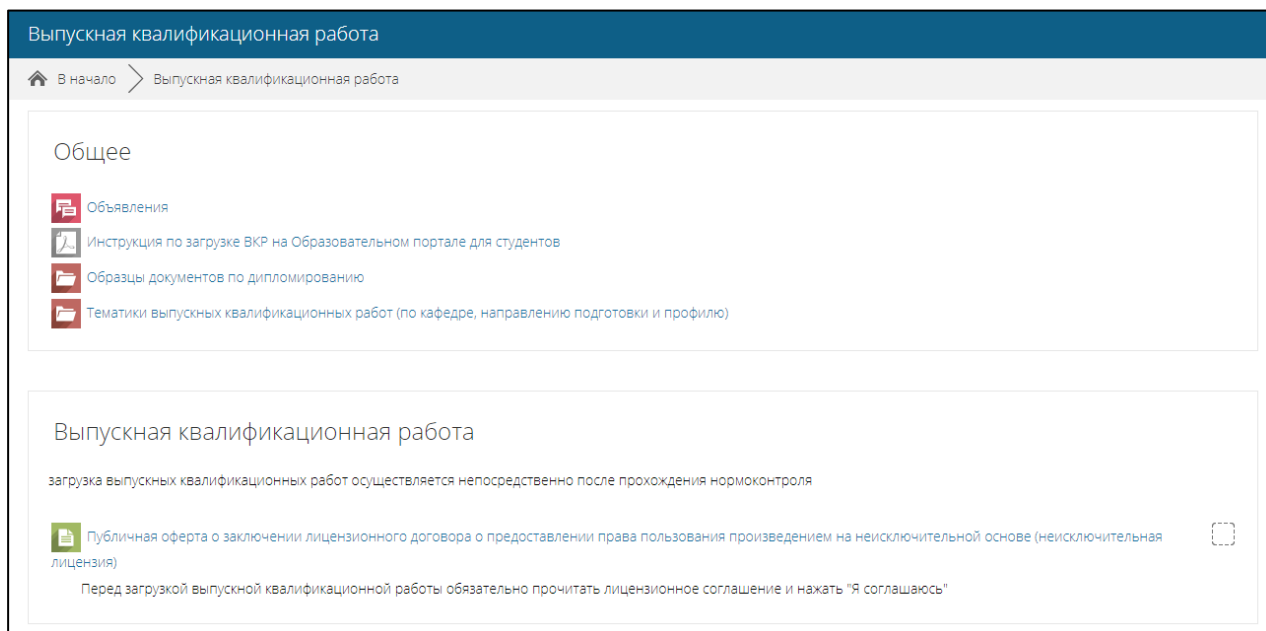 Выпускная квалификационная работа
В начало Выпускная квалификационная работа
Общее
Объявления
Инструкция по загрузке ВКР на Образовательном портале для студентов
Образцы документов по дипломированию
Тематики выпускных квалификационных работ (по кафедре, направлению подготовки и профилю)
Выпускная квалификационная работа
загрузка выпускных квалификационных работ осуществляется непосредственно после прохождения нормоконтроля
Публичная оферта о заключении лицензионного договора о предоставлении права пользования произведением на неисключительной основе (неисключительная
лицензия)
Перед загрузкой выпускной квалификационной работы обязательно прочитать лицензионное соглашение и нажать "Я соглашаюсь"